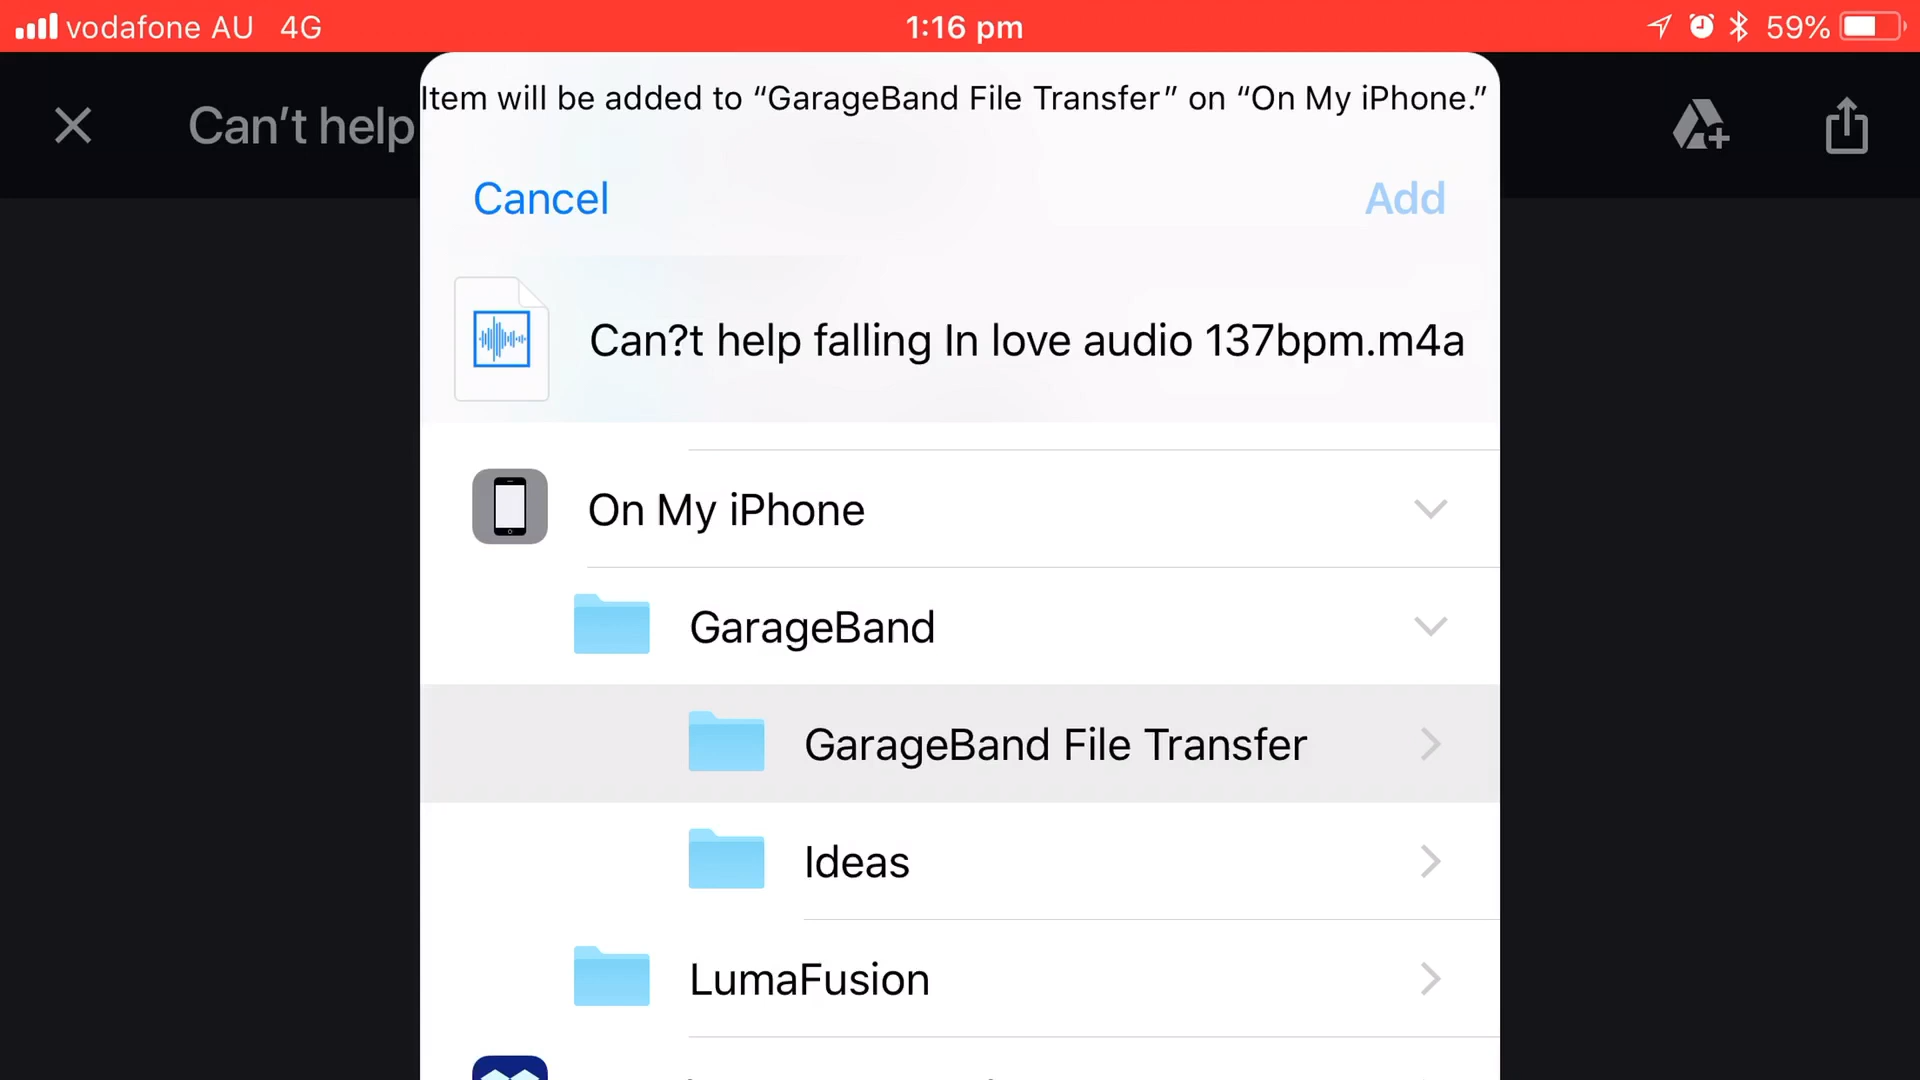 vodafone AU 4G 1:16 pm 59%
Can't help
Item will be added to “GarageBand File Transfer” on “On My iPhone.”
Cancel Add
Can?t help falling In love audio 137bpm.m4a
On My iPhone
GarageBand
GarageBand File Transfer
Ideas
LumaFusion